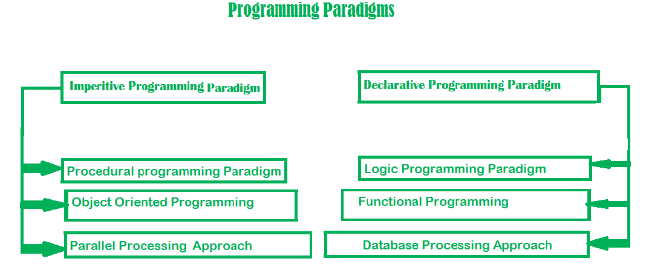 Programming Paradigms
Imperitive Programming Paradigm
Declarative Programming Paradigm
Procedural programming Paradigm
Logic Programming Paradigm
Object Oriented Programming
Functional Programming
Parallel Processing Approach
Database Processing Approach